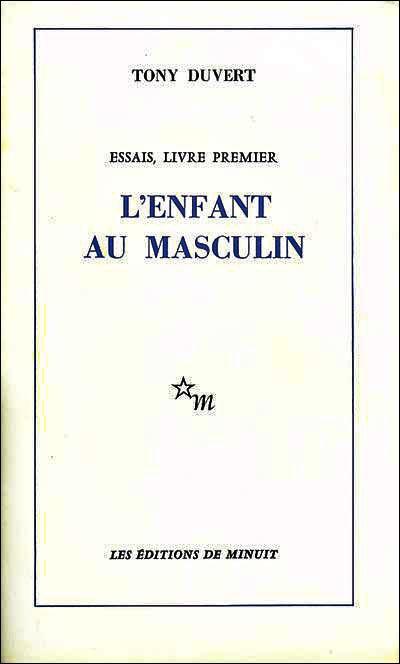 TONY DUVERT
ESSAIS, LIVRE PREMIER
L'ENFANT
AU MASCULIN
m
LES ÉDITIONS DE MINUIT